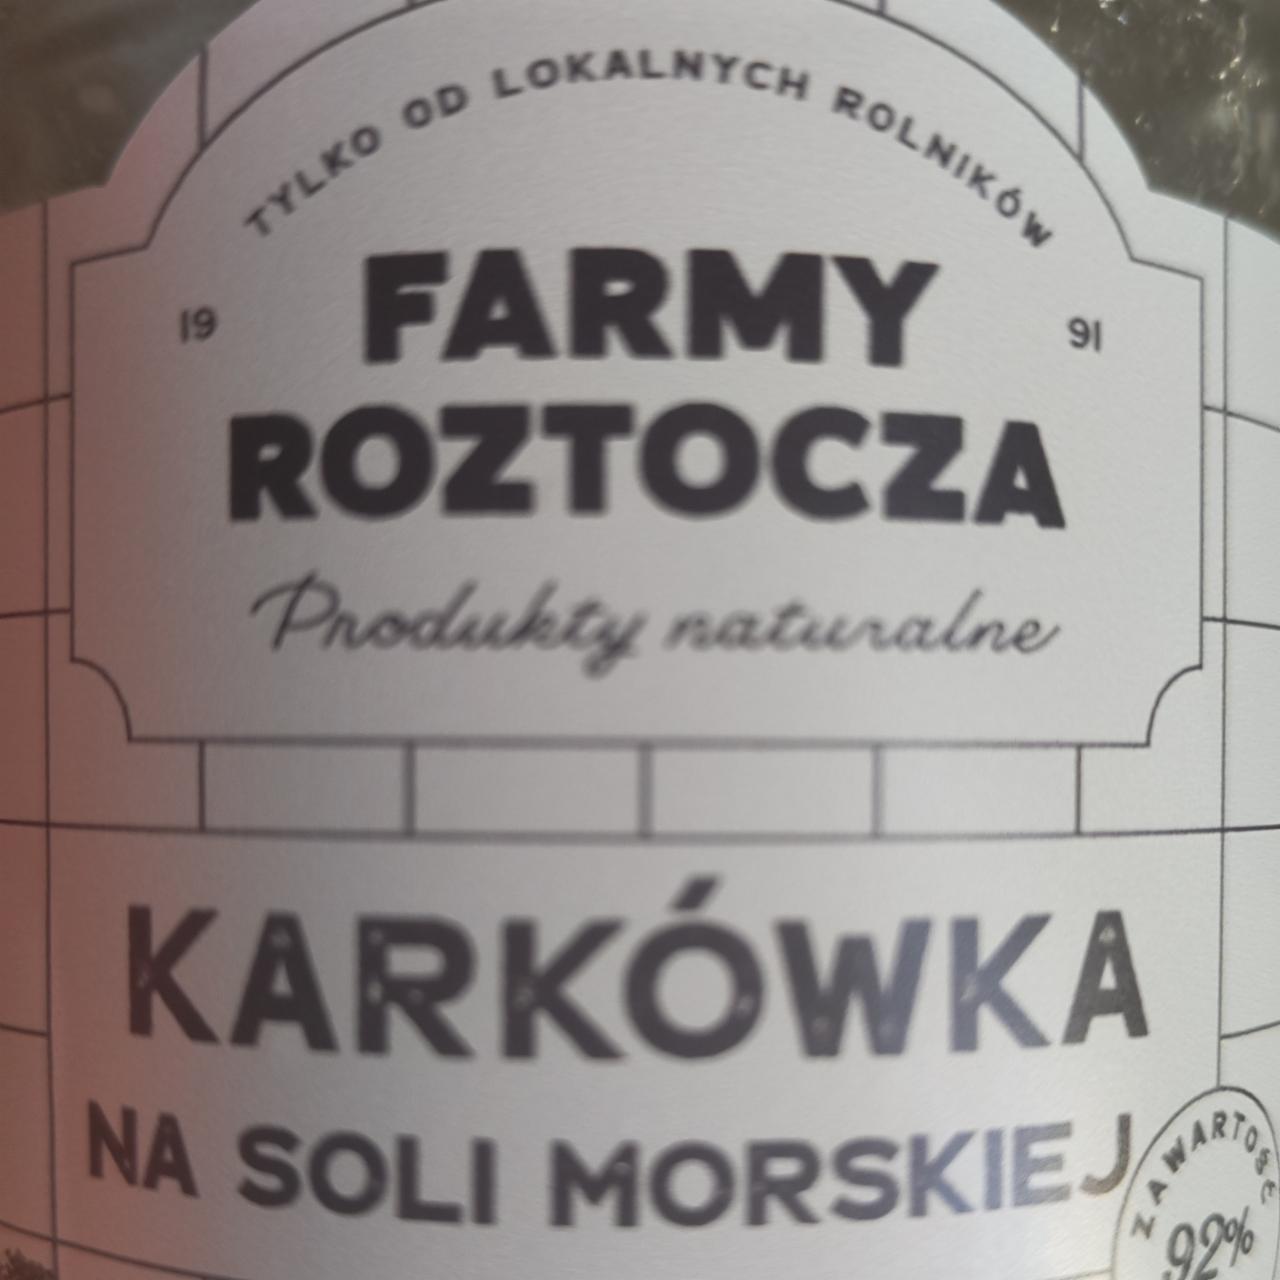 TYLKO OD LOKALNYCH ROLNIKÓW
19 91
FARMY
ROZTOCZA
Produkty naturalne
KARKÓWKA
NA SOLI MORSKIEJ
ZAWARTOŚĆ
92%